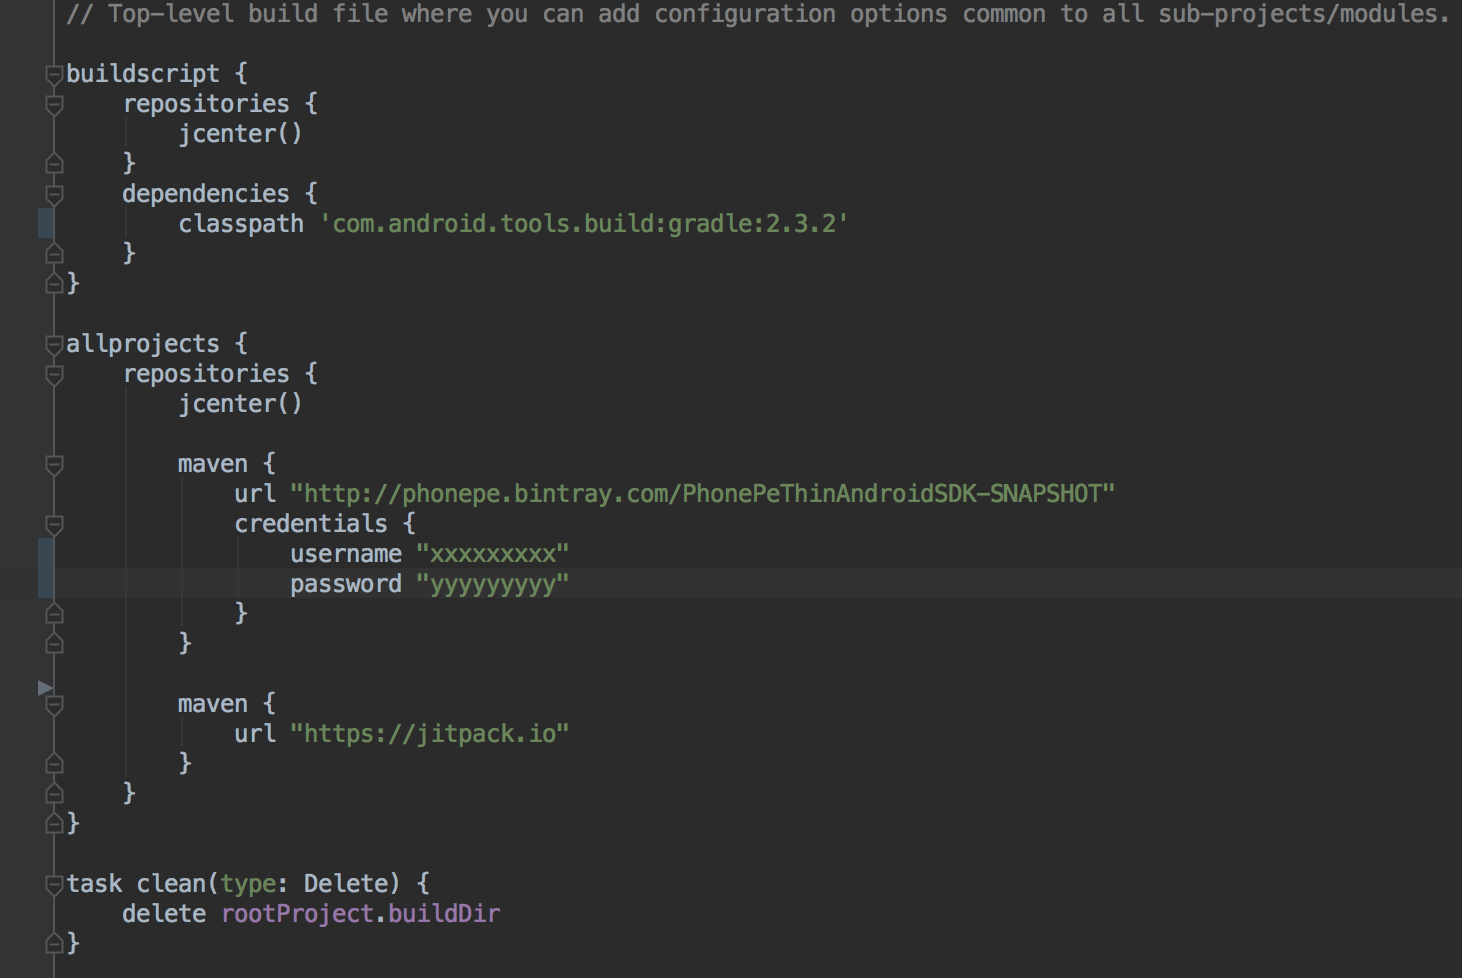 // Top-level build file where you can add configuration options common to all sub-projects/modules.
buildscript {
repositories {
jcenter()
}
dependencies {
classpath 'com.android.tools.build:gradle:2.3.2'
}
}
allprojects {
repositories {
jcenter()
maven {
url "http://phonepe.bintray.com/PhonePeThinAndroidSDK-SNAPSHOT"
credentials {
username "xxxxxxxxx"
password "yyyyyyyyy"
}
}
maven {
url "https://jitpack.io"
}
}
}
task clean(type: Delete) {
delete rootProject.buildDir
}